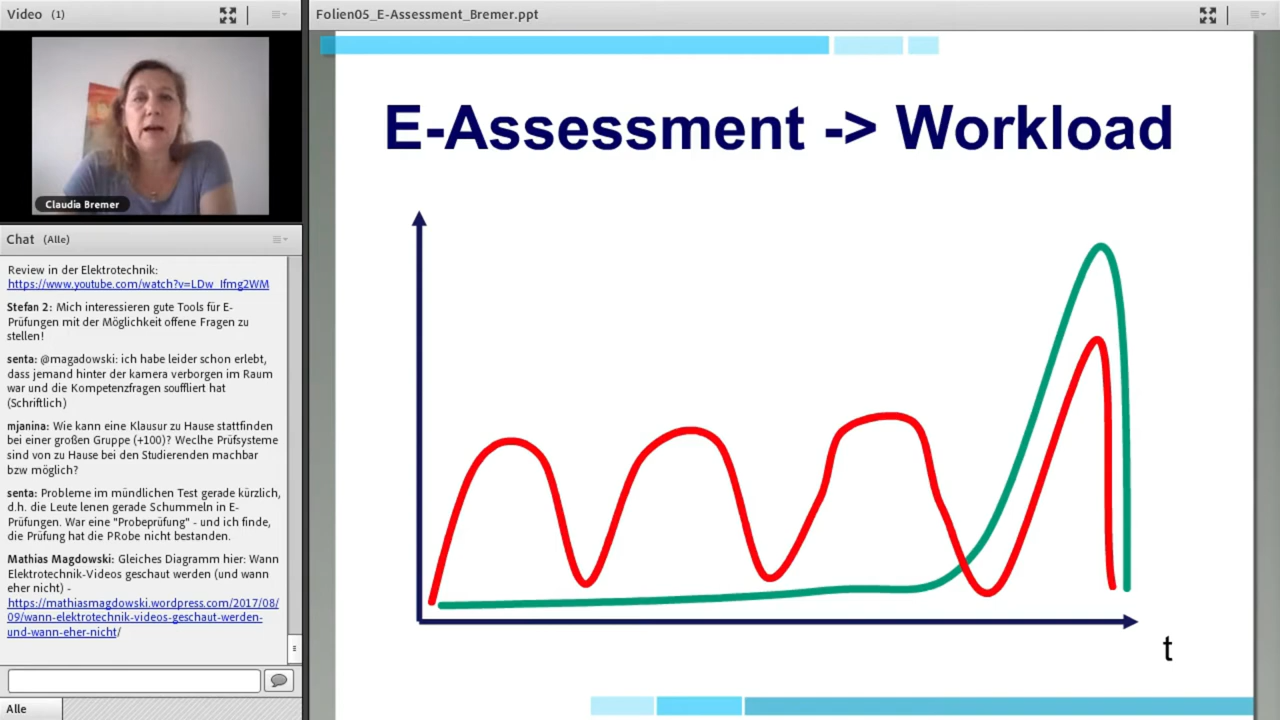 Video (1)
Folien05_E-Assessment_Bremer.ppt
Claudia Bremer
Chat (Alle)
Review in der Elektrotechnik:
https://www.youtube.com/watch?v=LDw_Ifmg2WM
Stefan 2: Mich interessieren gute Tools für E-
Prüfungen mit der Möglichkeit offene Fragen zu
stellen!
senta: @magadowski: ich habe leider schon erlebt,
dass jemand hinter der kamera verborgen im Raum
war und die Kompetenzfragen souffliert hat
(Schriftlich)
mjanina: Wie kann eine Klausur zu Hause stattfinden
bei einer großen Gruppe (+100)? Weclhe Prüfsysteme
sind von zu Hause bei den Studierenden machbar
bzw möglich?
senta: Probleme im mündlichen Test gerade kürzlich,
d.h. die Leute lenen gerade Schummeln in E-
Prüfungen. War eine "Probeprüfung" - und ich finde,
die Prüfung hat die PRobe nicht bestanden.
Mathias Magdowski: Gleiches Diagramm hier: Wann
Elektrotechnik-Videos geschaut werden (und wann
eher nicht) -
https://mathiasmagdowski.wordpress.com/2017/08/
09/wann-elektrotechnik-videos-geschaut-werden-
und-wann-eher-nicht/
Alle
E-Assessment -> Workload
t